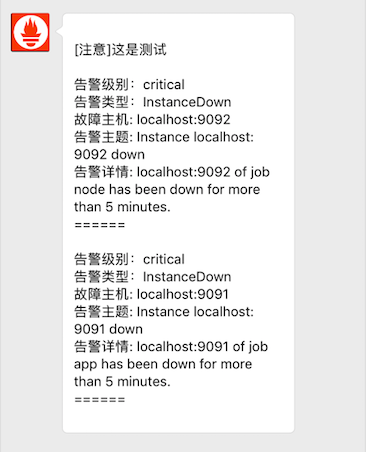 [注意]这是测试
告警级别：critical
告警类型：InstanceDown
故障主机: localhost:9092
告警主题: Instance localhost:
9092 down
告警详情: localhost:9092 of job
node has been down for more
than 5 minutes.
======
告警级别：critical
告警类型：InstanceDown
故障主机: localhost:9091
告警主题: Instance localhost:
9091 down
告警详情: localhost:9091 of job
app has been down for more
than 5 minutes.
======